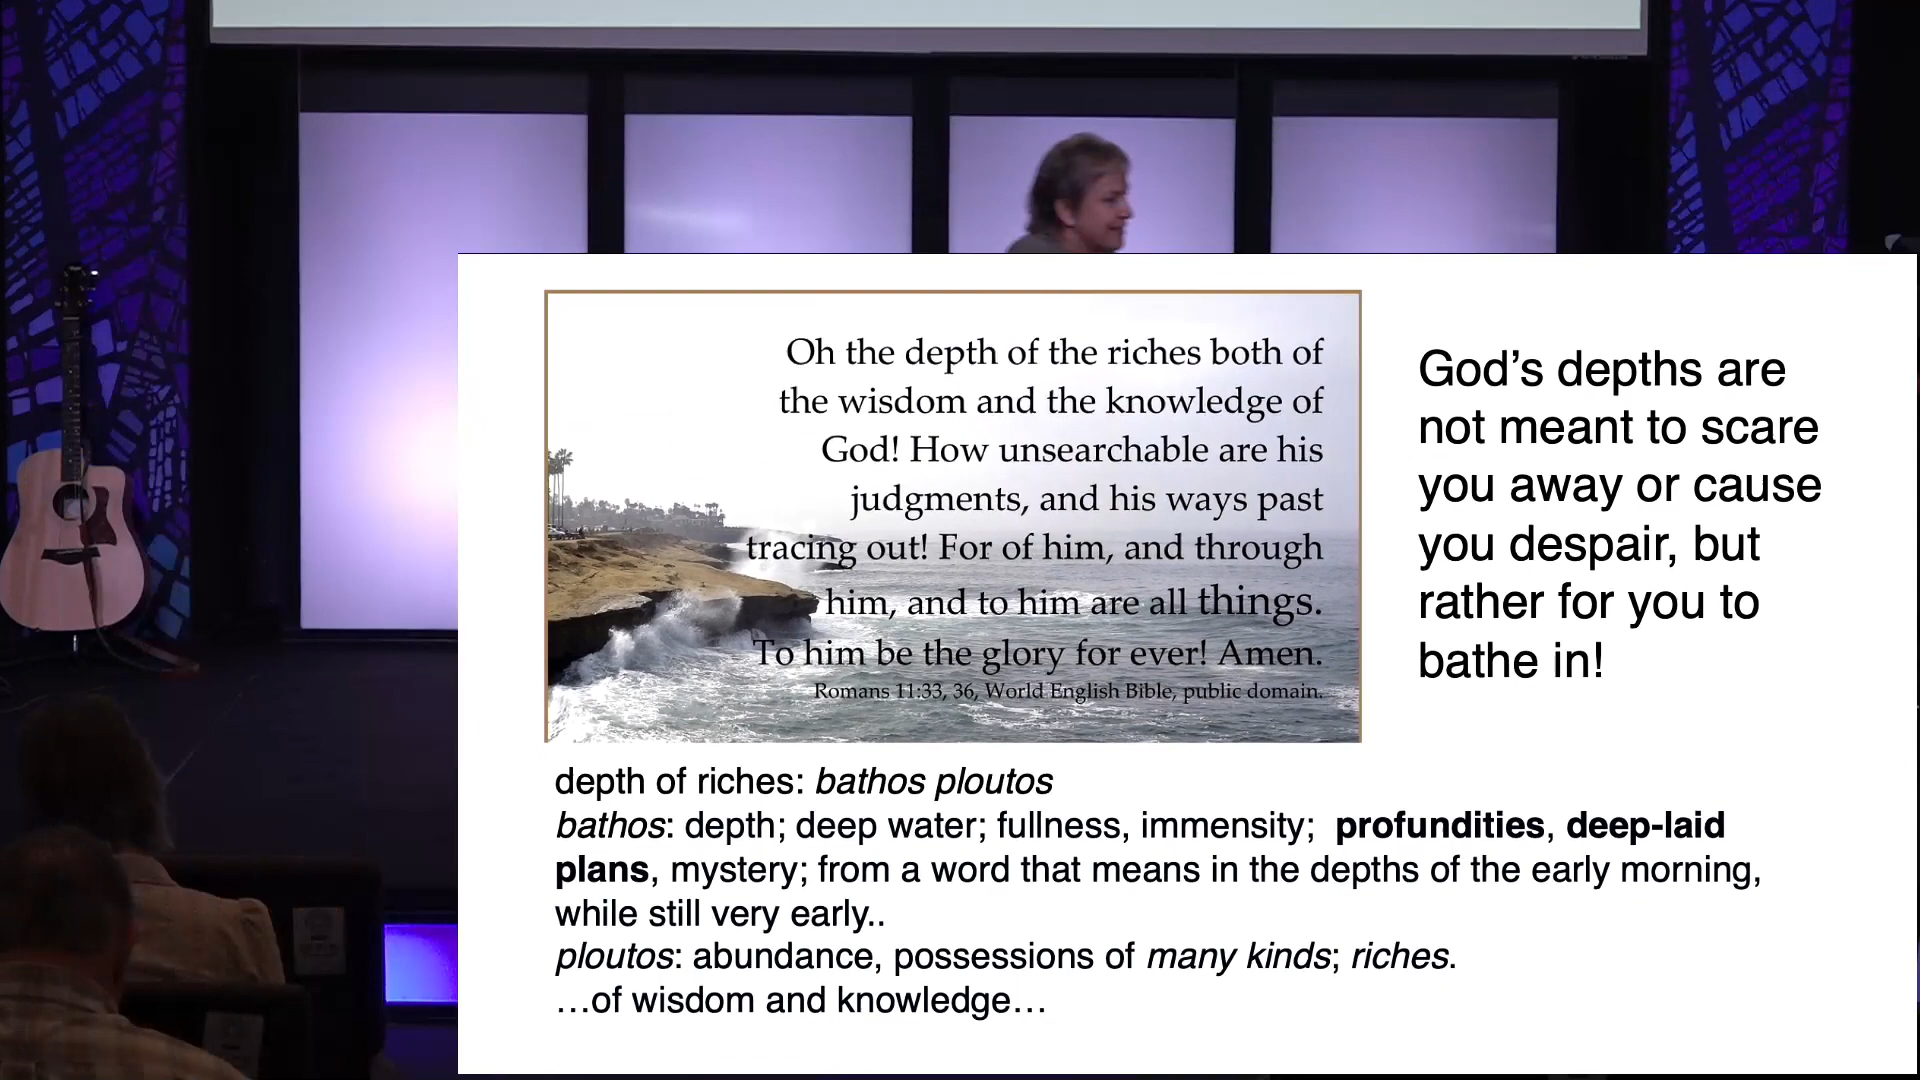 Oh the depth of the riches both of
the wisdom and the knowledge of
God! How unsearchable are his
judgments, and his ways past
tracing out! For of him, and through
him, and to him are all things.
To him be the glory for ever! Amen.
Romans 11:33, 36, World English Bible, public domain.
God’s depths are
not meant to scare
you away or cause
you despair, but
rather for you to
bathe in!
depth of riches: bathos ploutos
bathos: depth; deep water; fullness, immensity;  profundities, deep-laid
plans, mystery; from a word that means in the depths of the early morning,
while still very early..
ploutos: abundance, possessions of many kinds; riches.
…of wisdom and knowledge…